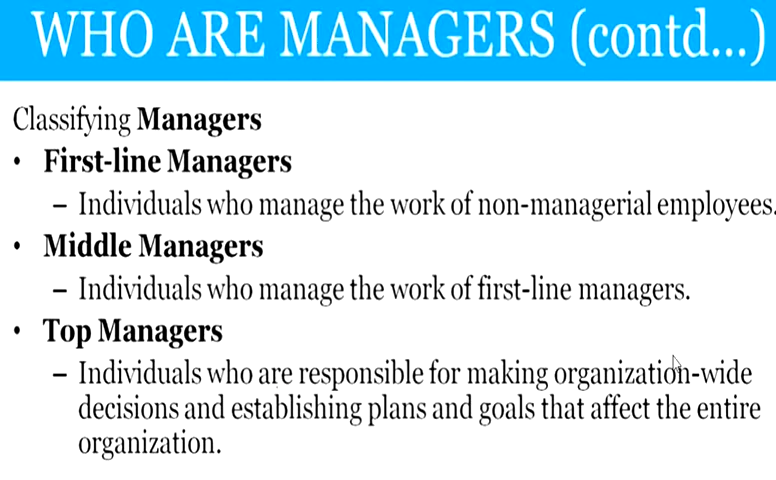 WHO ARE MANAGERS (contd...)
Classifying Managers
• First-line Managers
– Individuals who manage the work of non-managerial employees.
• Middle Managers
– Individuals who manage the work of first-line managers.
• Top Managers
– Individuals who are responsible for making organization-wide
decisions and establishing plans and goals that affect the entire
organization.